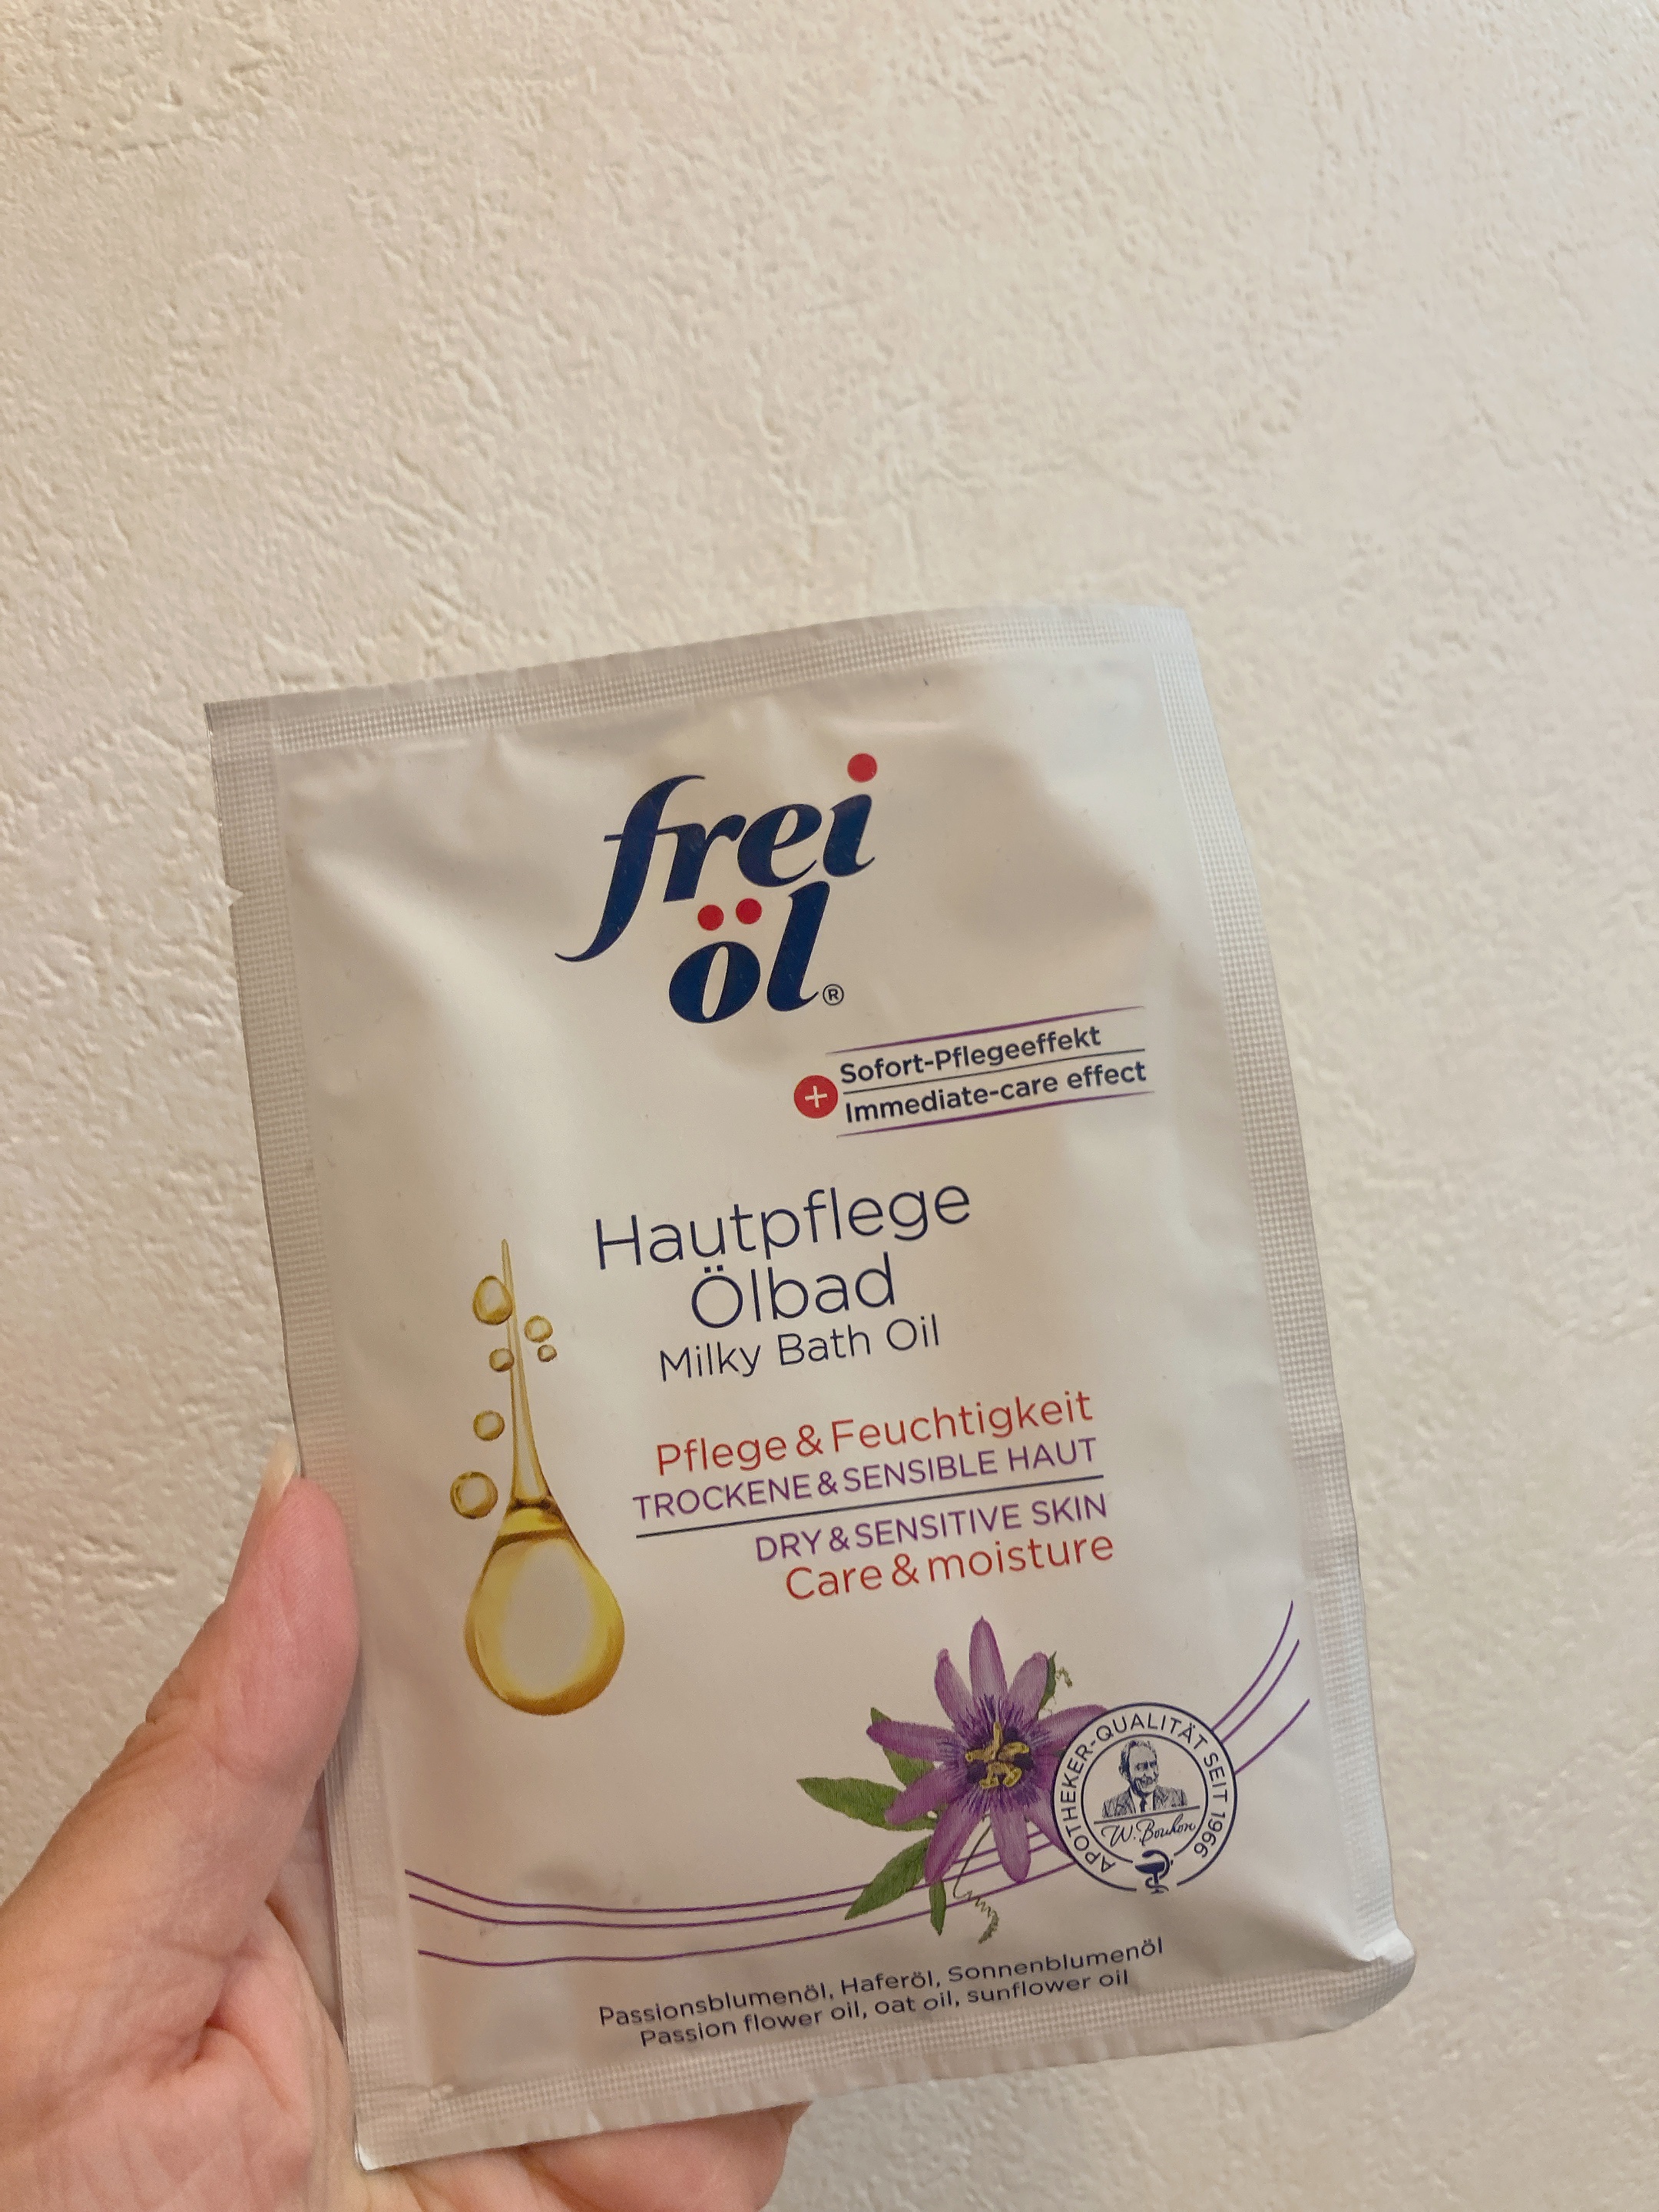 frei
öl®
Sofort-Pflegeeffekt
+
Immediate-care effect
Hautpflege
Ölbad
Milky Bath Oil
Pflege & Feuchtigkeit
TROCKENE & SENSIBLE HAUT
DRY & SENSITIVE SKIN
Care & moisture
APOTHEKER-QUALITÄT SEIT 1966
W. Bouhon
Passionsblumenöl, Haferöl, Sonnenblumenöl
Passion flower oil, oat oil, sunflower oil